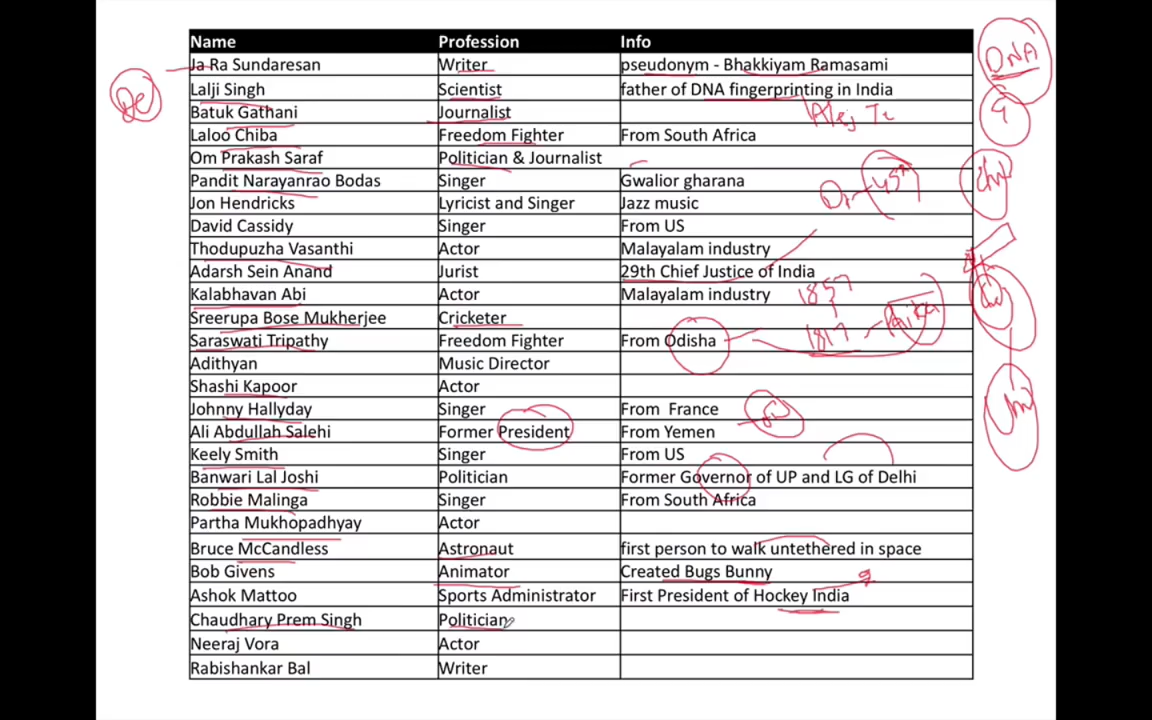 Name Profession Info
Ja Ra Sundaresan Writer pseudonym - Bhakkiyam Ramasami
Lalji Singh Scientist father of DNA fingerprinting in India
Batuk Gathani Journalist
Laloo Chiba Freedom Fighter From South Africa
Om Prakash Saraf Politician & Journalist
Pandit Narayanrao Bodas Singer Gwalior gharana
Jon Hendricks Lyricist and Singer Jazz music
David Cassidy Singer From US
Thodupuzha Vasanthi Actor Malayalam industry
Adarsh Sein Anand Jurist 29th Chief Justice of India
Kalabhavan Abi Actor Malayalam industry
Sreerupa Bose Mukherjee Cricketer
Saraswati Tripathy Freedom Fighter From Odisha
Adithyan Music Director
Shashi Kapoor Actor
Johnny Hallyday Singer From France
Ali Abdullah Salehi Former President From Yemen
Keely Smith Singer From US
Banwari Lal Joshi Politician Former Governor of UP and LG of Delhi
Robbie Malinga Singer From South Africa
Partha Mukhopadhyay Actor
Bruce McCandless Astronaut first person to walk untethered in space
Bob Givens Animator Created Bugs Bunny
Ashok Mattoo Sports Administrator First President of Hockey India
Chaudhary Prem Singh Politician
Neeraj Vora Actor
Rabishankar Bal Writer
DNA
45th
1857
1817